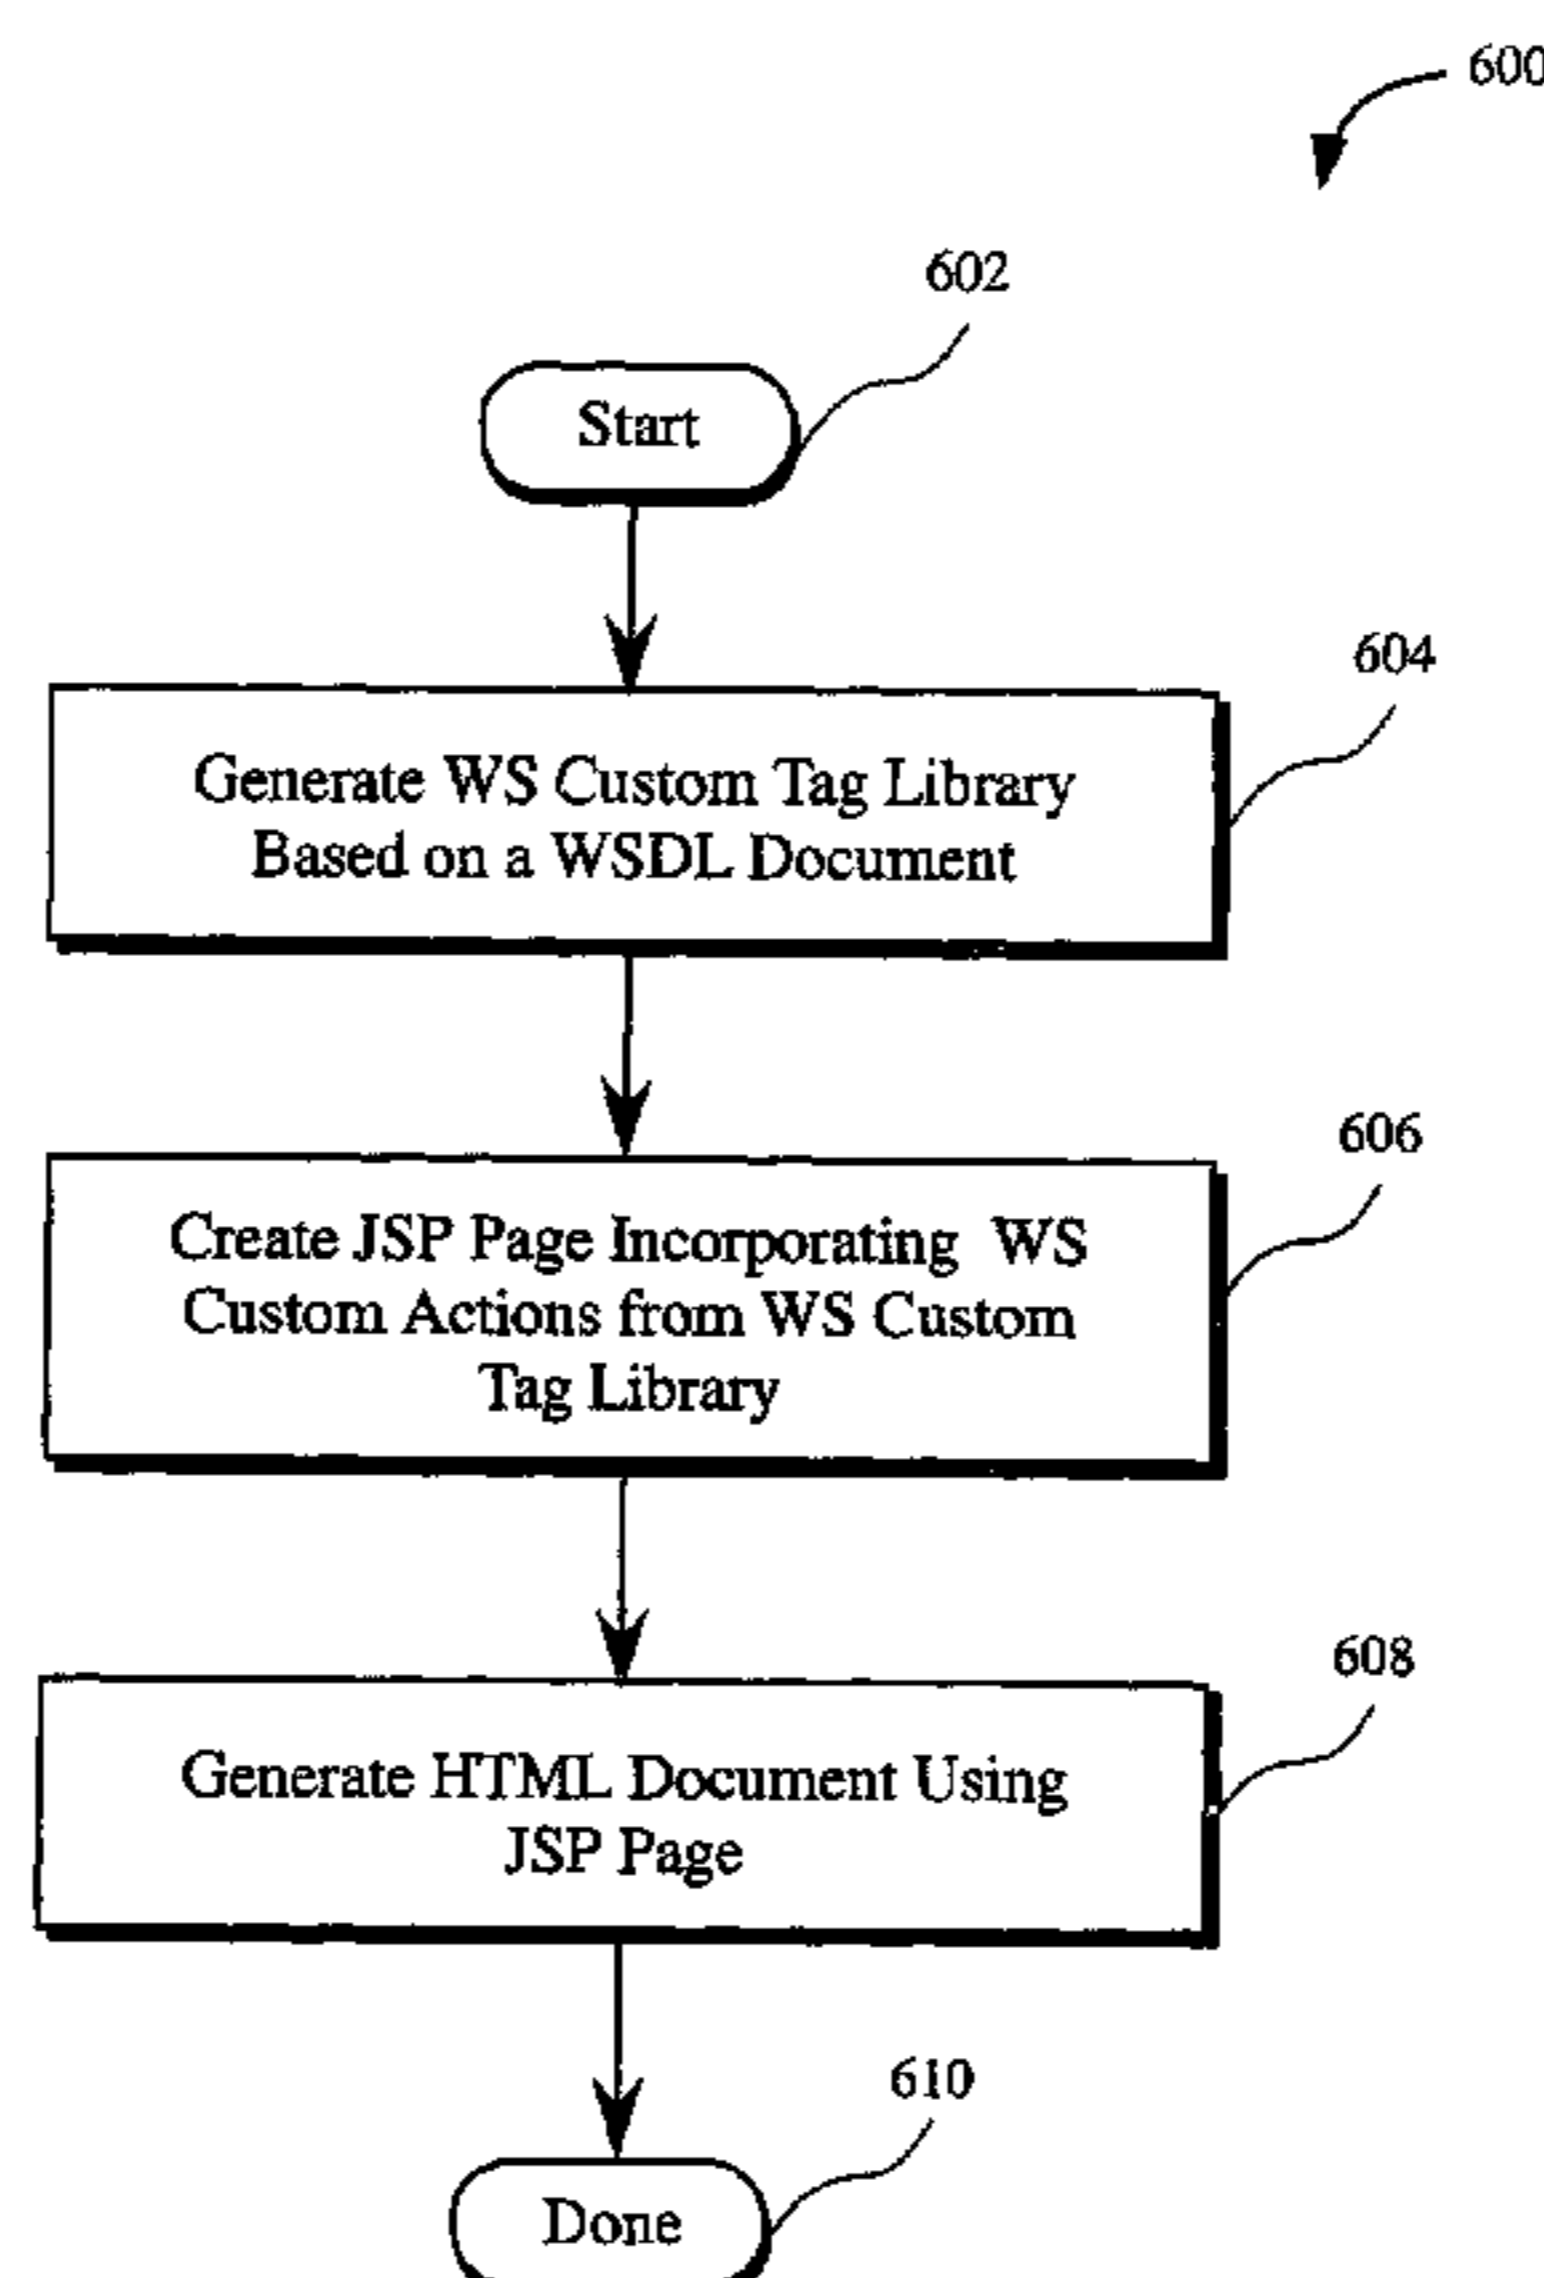 600
602
Start
604
Generate WS Custom Tag Library
Based on a WSDL Document
606
Create JSP Page Incorporating WS
Custom Actions from WS Custom
Tag Library
608
Generate HTML Document Using
JSP Page
610
Done